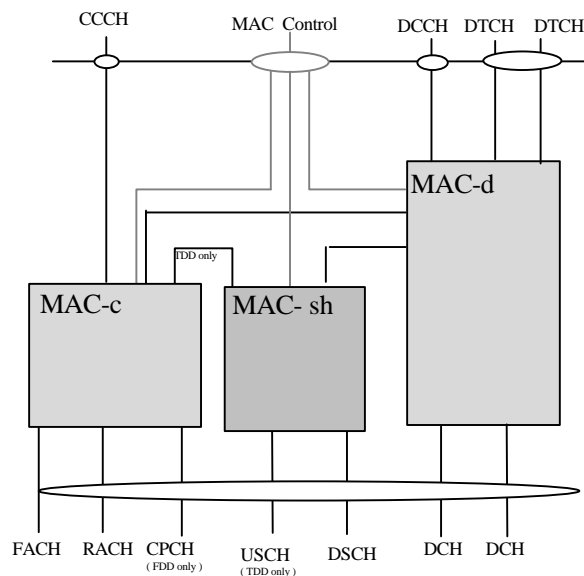 CCCH
MAC Control
DCCH
DTCH
DTCH
MAC-d
TDD only
MAC-c
MAC- sh
FACH
RACH
CPCH
( FDD only )
USCH
( TDD only )
DSCH
DCH
DCH